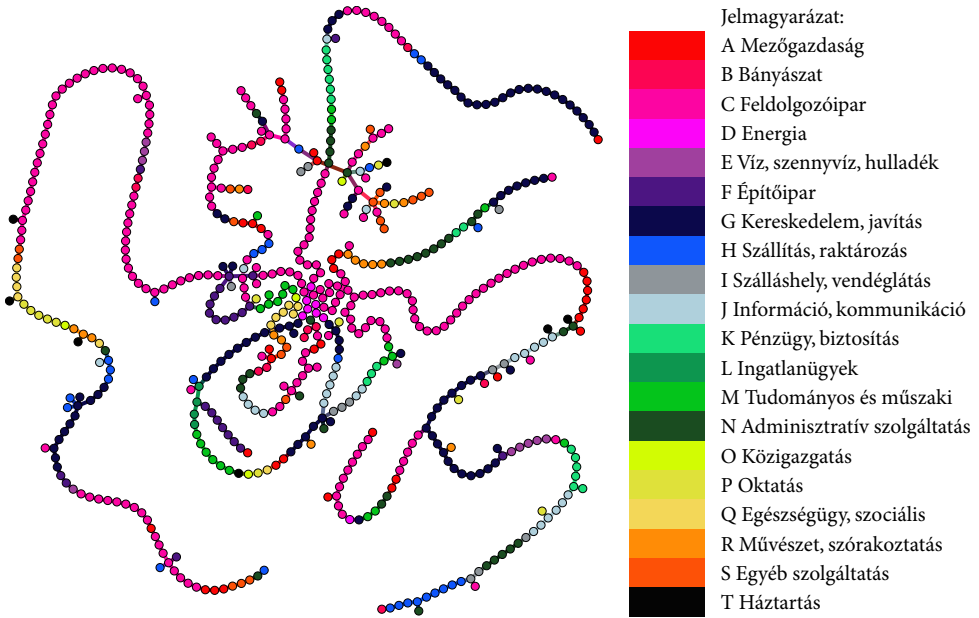 Jelmagyarázat:
A Mezőgazdaság
B Bányászat
C Feldolgozóipar
D Energia
E Víz, szennyvíz, hulladék
F Építőipar
G Kereskedelem, javítás
H Szállítás, raktározás
I Szálláshely, vendéglátás
J Információ, kommunikáció
K Pénzügy, biztosítás
L Ingatlanügyek
M Tudományos és műszaki
N Adminisztratív szolgáltatás
O Közigazgatás
P Oktatás
Q Egészségügy, szociális
R Művészet, szórakoztatás
S Egyéb szolgáltatás
T Háztartás